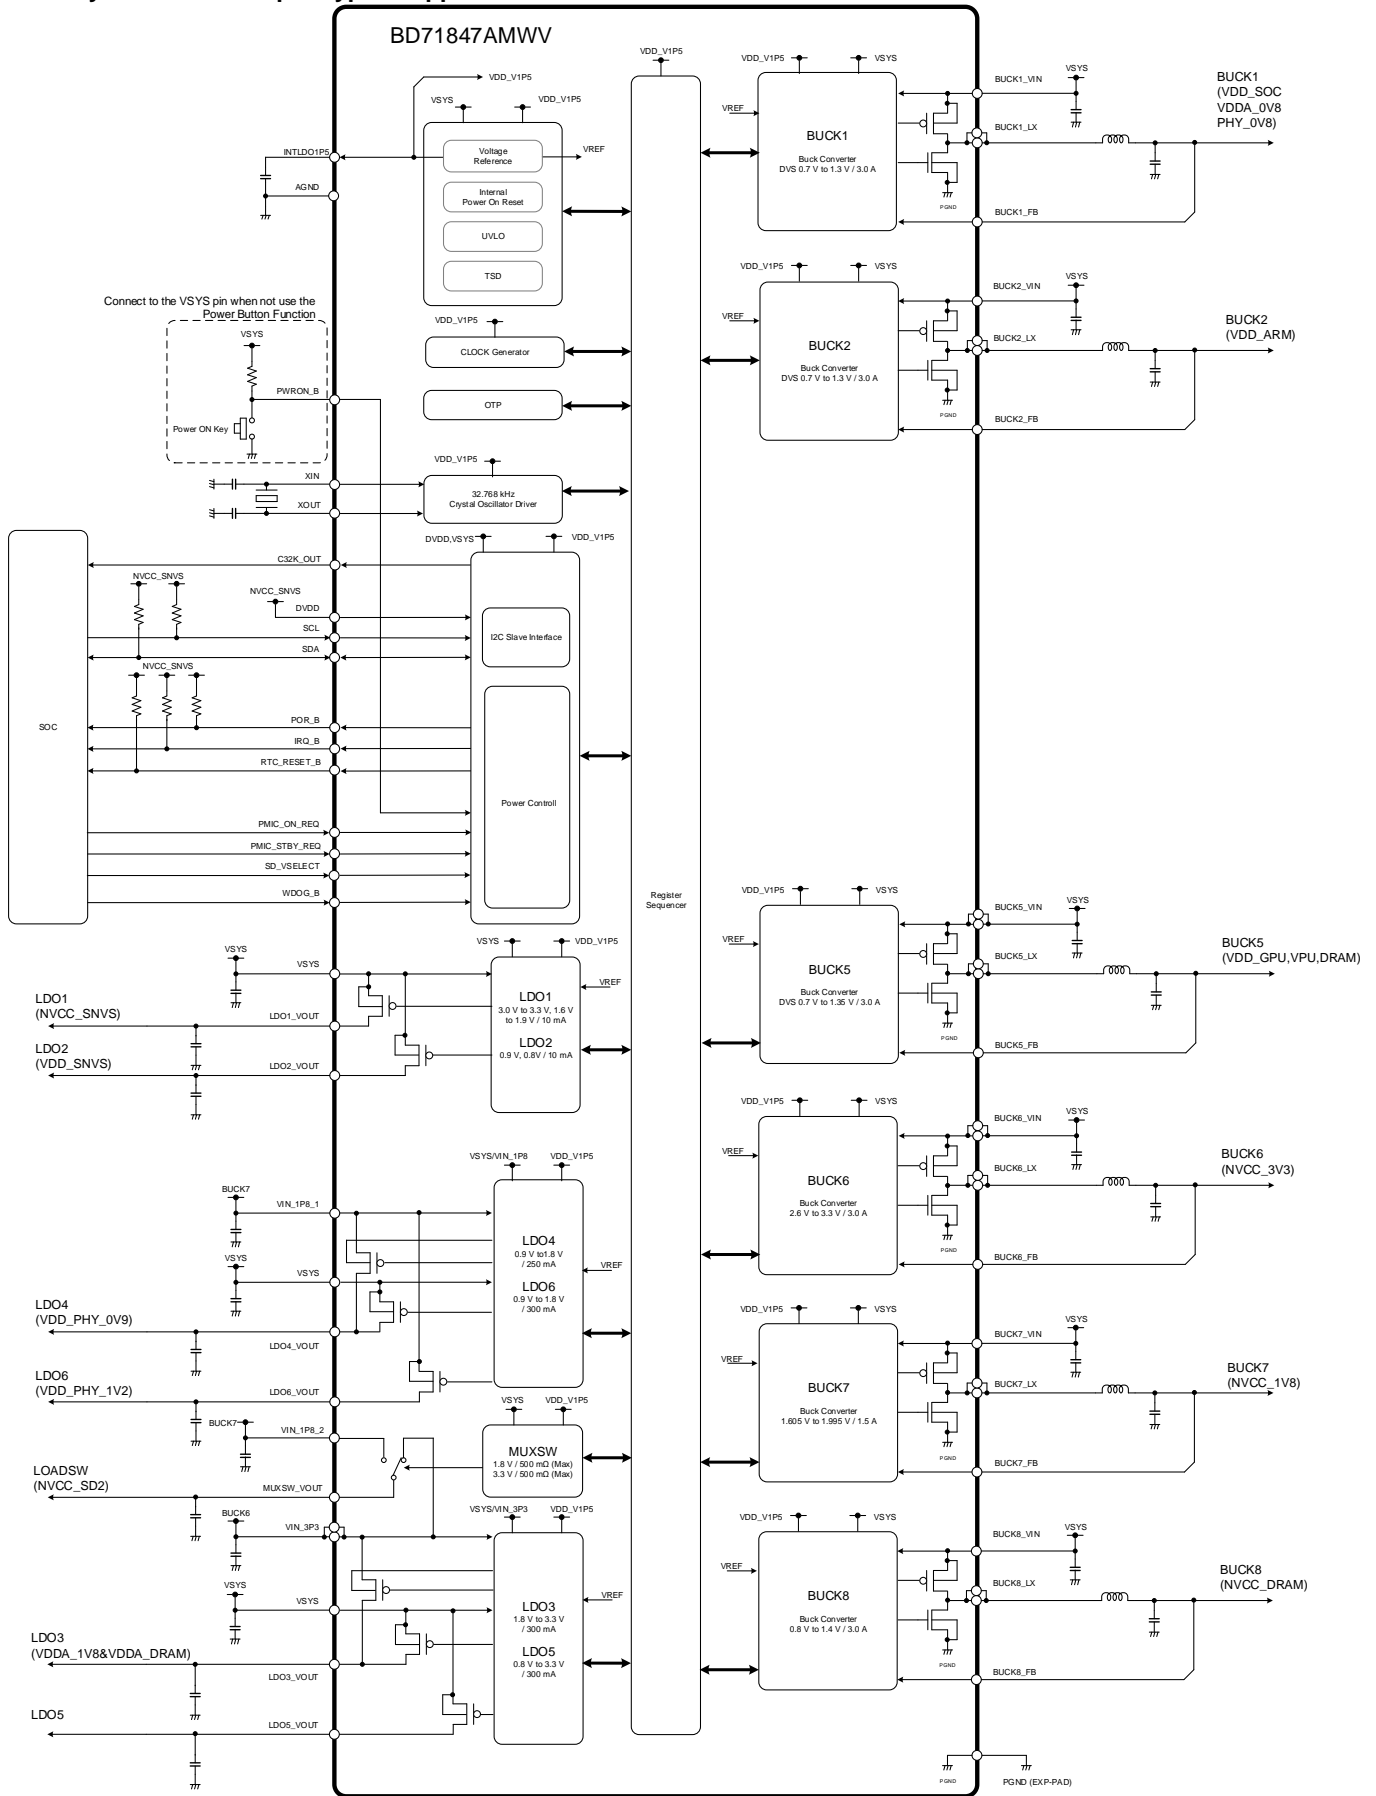 BD71847AMWV
VDD_V1P5
VSYS
VDD_V1P5
Voltage
Reference
VREF
Internal
Power On Reset
UVLO
TSD
INTLDO1P5
AGND
Connect to the VSYS pin when not use the
Power Button Function
VSYS
PWRON_B
Power ON Key
VDD_V1P5
CLOCK Generator
OTP
XIN
XOUT
VDD_V1P5
32.768 kHz
Crystal Oscillator Driver
DVDD,VSYS
VDD_V1P5
SOC
C32K_OUT
NVCC_SNVS
NVCC_SNVS
DVDD
SCL
SDA
I2C Slave Interface
NVCC_SNVS
POR_B
IRQ_B
RTC_RESET_B
Power Controll
PMIC_ON_REQ
PMIC_STBY_REQ
SD_VSELECT
WDOG_B
VSYS
VDD_V1P5
VSYS
VSYS
VREF
LDO1
3.0 V to 3.3 V, 1.6 V
to 1.9 V / 10 mA
LDO2
0.9 V, 0.8V / 10 mA
LDO1
(NVCC_SNVS)
LDO1_VOUT
LDO2
(VDD_SNVS)
LDO2_VOUT
VSYS/VIN_1P8
VDD_V1P5
BUCK7
VIN_1P8_1
VSYS
VSYS
LDO4
0.9 V to1.8 V
/ 250 mA
LDO6
0.9 V to 1.8 V
/ 300 mA
VREF
LDO4
(VDD_PHY_0V9)
LDO4_VOUT
LDO6
(VDD_PHY_1V2)
LDO6_VOUT
VSYS
VDD_V1P5
BUCK7
VIN_1P8_2
MUXSW
1.8 V / 500 mΩ (Max)
3.3 V / 500 mΩ (Max)
LOADSW
(NVCC_SD2)
MUXSW_VOUT
VSYS/VIN_3P3
VDD_V1P5
BUCK6
VIN_3P3
VSYS
VSYS
LDO3
1.8 V to 3.3 V
/ 300 mA
LDO5
0.8 V to 3.3 V
/ 300 mA
VREF
LDO3
(VDDA_1V8&VDDA_DRAM)
LDO3_VOUT
LDO5
LDO5_VOUT
VDD_V1P5
Register
Sequencer
VDD_V1P5
VSYS
VREF
BUCK1
Buck Converter
DVS 0.7 V to 1.3 V / 3.0 A
BUCK1_VIN
VSYS
BUCK1_LX
PGND
BUCK1_FB
BUCK1
(VDD_SOC
VDDA_0V8
PHY_0V8)
VDD_V1P5
VSYS
VREF
BUCK2
Buck Converter
DVS 0.7 V to 1.3 V / 3.0 A
BUCK2_VIN
VSYS
BUCK2_LX
PGND
BUCK2_FB
BUCK2
(VDD_ARM)
VDD_V1P5
VSYS
VREF
BUCK5
Buck Converter
DVS 0.7 V to 1.35 V / 3.0 A
BUCK5_VIN
VSYS
BUCK5_LX
PGND
BUCK5_FB
BUCK5
(VDD_GPU,VPU,DRAM)
VDD_V1P5
VSYS
VREF
BUCK6
Buck Converter
2.6 V to 3.3 V / 3.0 A
BUCK6_VIN
VSYS
BUCK6_LX
PGND
BUCK6_FB
BUCK6
(NVCC_3V3)
VDD_V1P5
VSYS
VREF
BUCK7
Buck Converter
1.605 V to 1.995 V / 1.5 A
BUCK7_VIN
VSYS
BUCK7_LX
PGND
BUCK7_FB
BUCK7
(NVCC_1V8)
VDD_V1P5
VSYS
VREF
BUCK8
Buck Converter
0.8 V to 1.4 V / 3.0 A
BUCK8_VIN
VSYS
BUCK8_LX
PGND
BUCK8_FB
BUCK8
(NVCC_DRAM)
PGND
PGND (EXP-PAD)